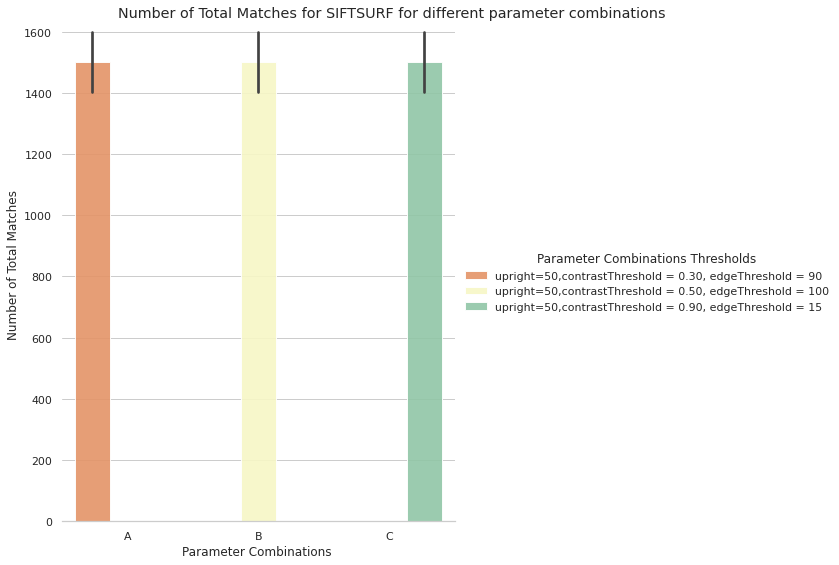 Number of Total Matches for SIFTSURF for different parameter combinations
1600
1400
1200
1000
800
600
400
200
0
Number of Total Matches
A B C
Parameter Combinations
Parameter Combinations Thresholds
upright=50,contrastThreshold = 0.30, edgeThreshold = 90
upright=50,contrastThreshold = 0.50, edgeThreshold = 100
upright=50,contrastThreshold = 0.90, edgeThreshold = 15